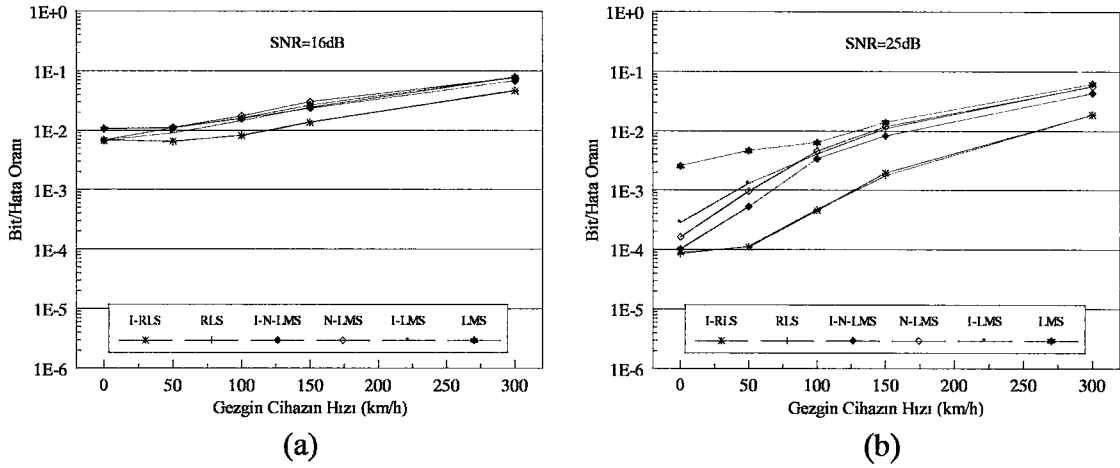 1E+0
1E-1
1E-2
1E-3
1E-4
1E-5
1E-6
Bit/Hata Oranı
SNR=16dB
I-RLS RLS I-N-LMS N-LMS I-LMS LMS
0 50 100 150 200 250 300
Gezgin Cihazın Hızı (km/h)
(a)
1E+0
1E-1
1E-2
1E-3
1E-4
1E-5
1E-6
Bit/Hata Oranı
SNR=25dB
I-RLS RLS I-N-LMS N-LMS I-LMS LMS
0 50 100 150 200 250 300
Gezgin Cihazın Hızı (km/h)
(b)